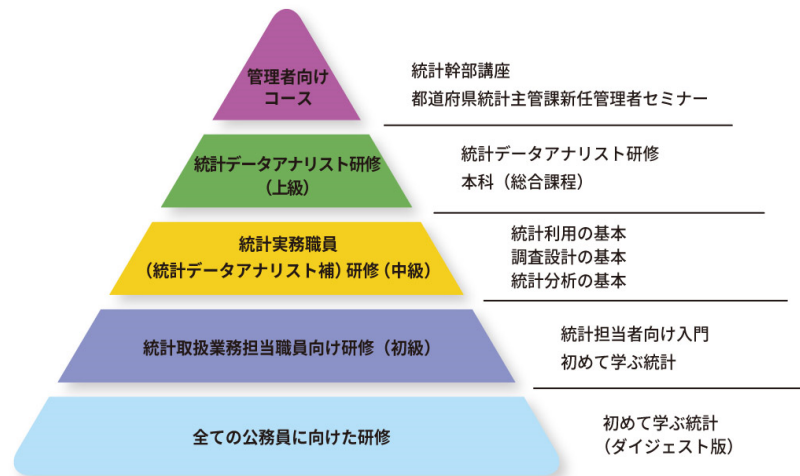 管理者向け
コース
統計幹部講座
都道府県統計主管課新任管理者セミナー
統計データアナリスト研修
（上級）
統計データアナリスト研修
本科（総合課程）
統計実務職員
（統計データアナリスト補）研修（中級）
統計利用の基本
調査設計の基本
統計分析の基本
統計取扱業務担当職員向け研修（初級）
統計担当者向け入門
初めて学ぶ統計
全ての公務員に向けた研修
初めて学ぶ統計
（ダイジェスト版）